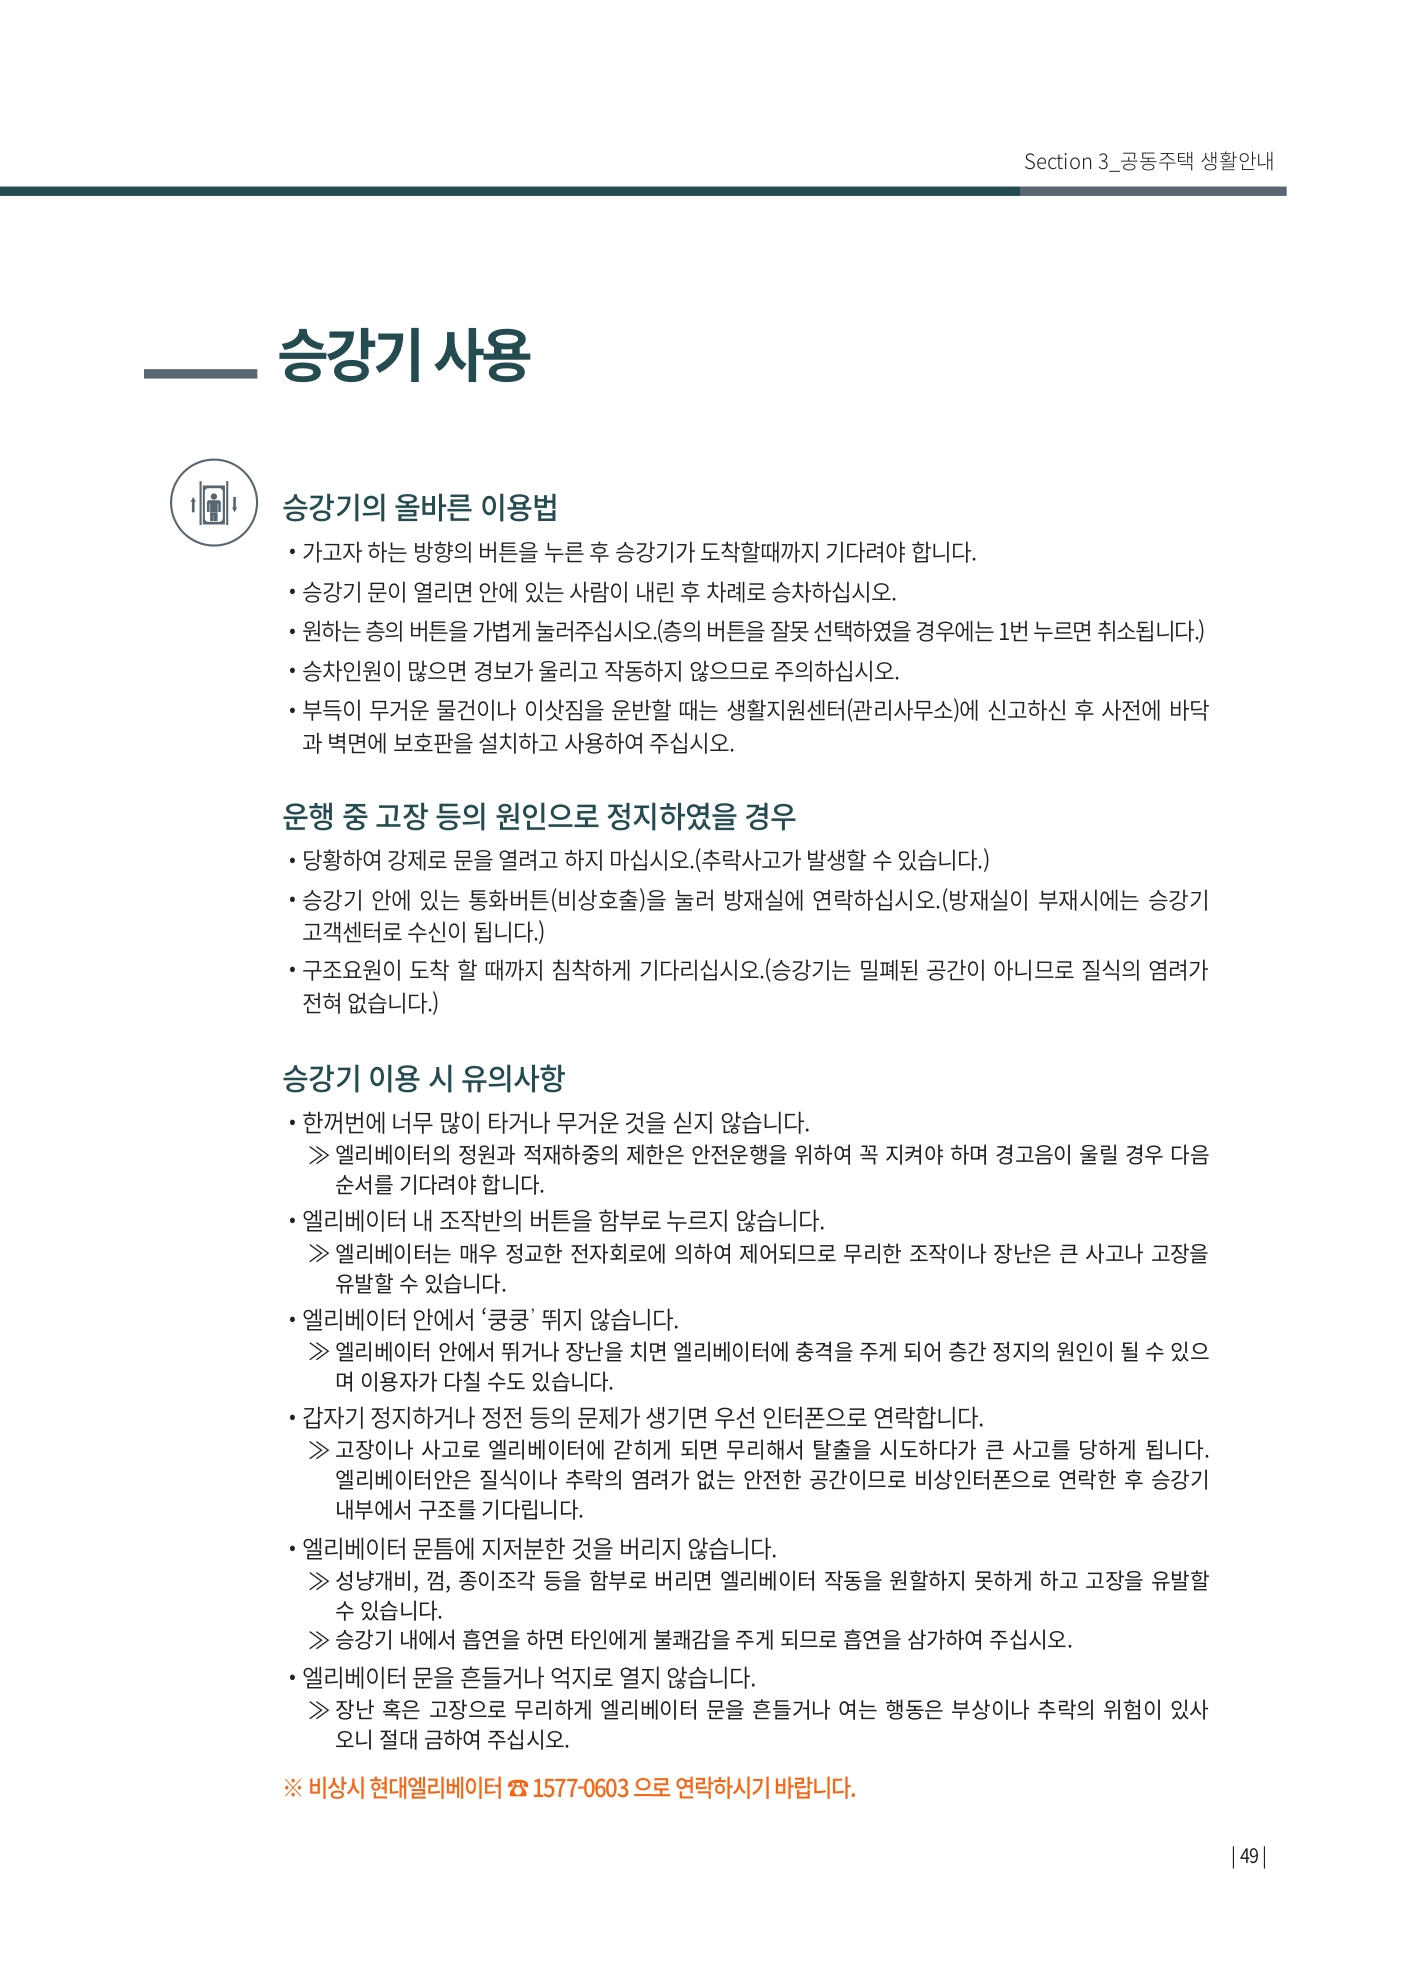 Section 3_공동주택 생활안내
승강기 사용
승강기의 올바른 이용법
• 가고자 하는 방향의 버튼을 누른 후 승강기가 도착할때까지 기다려야 합니다.
• 승강기 문이 열리면 안에 있는 사람이 내린 후 차례로 승차하십시오.
• 원하는 층의 버튼을 가볍게 눌러주십시오.(층의 버튼을 잘못 선택하였을 경우에는 1번 누르면 취소됩니다.)
• 승차인원이 많으면 경보가 울리고 작동하지 않으므로 주의하십시오.
• 부득이 무거운 물건이나 이삿짐을 운반할 때는 생활지원센터(관리사무소)에 신고하신 후 사전에 바닥
과 벽면에 보호판을 설치하고 사용하여 주십시오.
운행 중 고장 등의 원인으로 정지하였을 경우
• 당황하여 강제로 문을 열려고 하지 마십시오.(추락사고가 발생할 수 있습니다.)
• 승강기 안에 있는 통화버튼(비상호출)을 눌러 방재실에 연락하십시오.(방재실이 부재시에는 승강기
고객센터로 수신이 됩니다.)
• 구조요원이 도착 할 때까지 침착하게 기다리십시오.(승강기는 밀폐된 공간이 아니므로 질식의 염려가
전혀 없습니다.)
승강기 이용 시 유의사항
• 한꺼번에 너무 많이 타거나 무거운 것을 싣지 않습니다.
≫ 엘리베이터의 정원과 적재하중의 제한은 안전운행을 위하여 꼭 지켜야 하며 경고음이 울릴 경우 다음
순서를 기다려야 합니다.
• 엘리베이터 내 조작반의 버튼을 함부로 누르지 않습니다.
≫ 엘리베이터는 매우 정교한 전자회로에 의하여 제어되므로 무리한 조작이나 장난은 큰 사고나 고장을
유발할 수 있습니다.
• 엘리베이터 안에서 ‘쿵쿵’ 뛰지 않습니다.
≫ 엘리베이터 안에서 뛰거나 장난을 치면 엘리베이터에 충격을 주게 되어 층간 정지의 원인이 될 수 있으
며 이용자가 다칠 수도 있습니다.
• 갑자기 정지하거나 정전 등의 문제가 생기면 우선 인터폰으로 연락합니다.
≫ 고장이나 사고로 엘리베이터에 갇히게 되면 무리해서 탈출을 시도하다가 큰 사고를 당하게 됩니다.
엘리베이터안은 질식이나 추락의 염려가 없는 안전한 공간이므로 비상인터폰으로 연락한 후 승강기
내부에서 구조를 기다립니다.
• 엘리베이터 문틈에 지저분한 것을 버리지 않습니다.
≫ 성냥개비, 껌, 종이조각 등을 함부로 버리면 엘리베이터 작동을 원할하지 못하게 하고 고장을 유발할
수 있습니다.
≫ 승강기 내에서 흡연을 하면 타인에게 불쾌감을 주게 되므로 흡연을 삼가하여 주십시오.
• 엘리베이터 문을 흔들거나 억지로 열지 않습니다.
≫ 장난 혹은 고장으로 무리하게 엘리베이터 문을 흔들거나 여는 행동은 부상이나 추락의 위험이 있사
오니 절대 금하여 주십시오.
※ 비상시 현대엘리베이터 ☎ 1577-0603 으로 연락하시기 바랍니다.
| 49 |